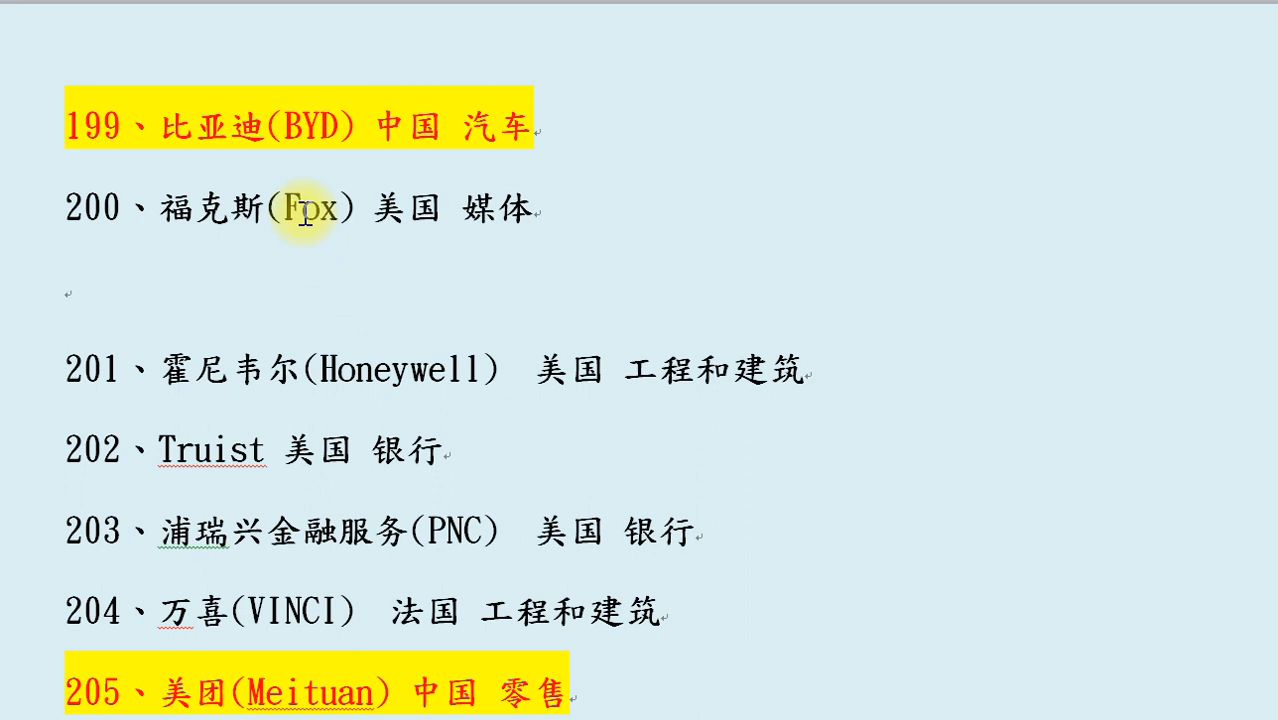 199、比亚迪(BYD) 中国 汽车
200、福克斯(Fox) 美国 媒体
201、霍尼韦尔(Honeywell) 美国 工程和建筑
202、Truist 美国 银行
203、浦瑞兴金融服务(PNC) 美国 银行
204、万喜(VINCI) 法国 工程和建筑
205、美团(Meituan) 中国 零售